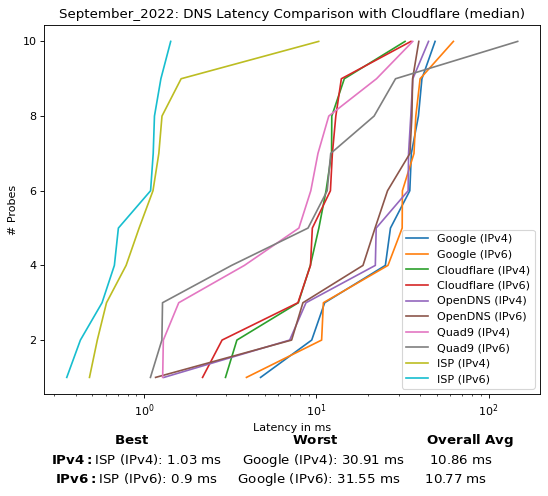 September_2022: DNS Latency Comparison with Cloudflare (median)
10
8
6
4
2
# Probes
Google (IPv4)
Google (IPv6)
Cloudflare (IPv4)
Cloudflare (IPv6)
OpenDNS (IPv4)
OpenDNS (IPv6)
Quad9 (IPv4)
Quad9 (IPv6)
ISP (IPv4)
ISP (IPv6)
10⁰ 10¹ 10²
Latency in ms
Best Worst Overall Avg
IPv4: ISP (IPv4): 1.03 ms Google (IPv4): 30.91 ms 10.86 ms
IPv6: ISP (IPv6): 0.9 ms Google (IPv6): 31.55 ms 10.77 ms